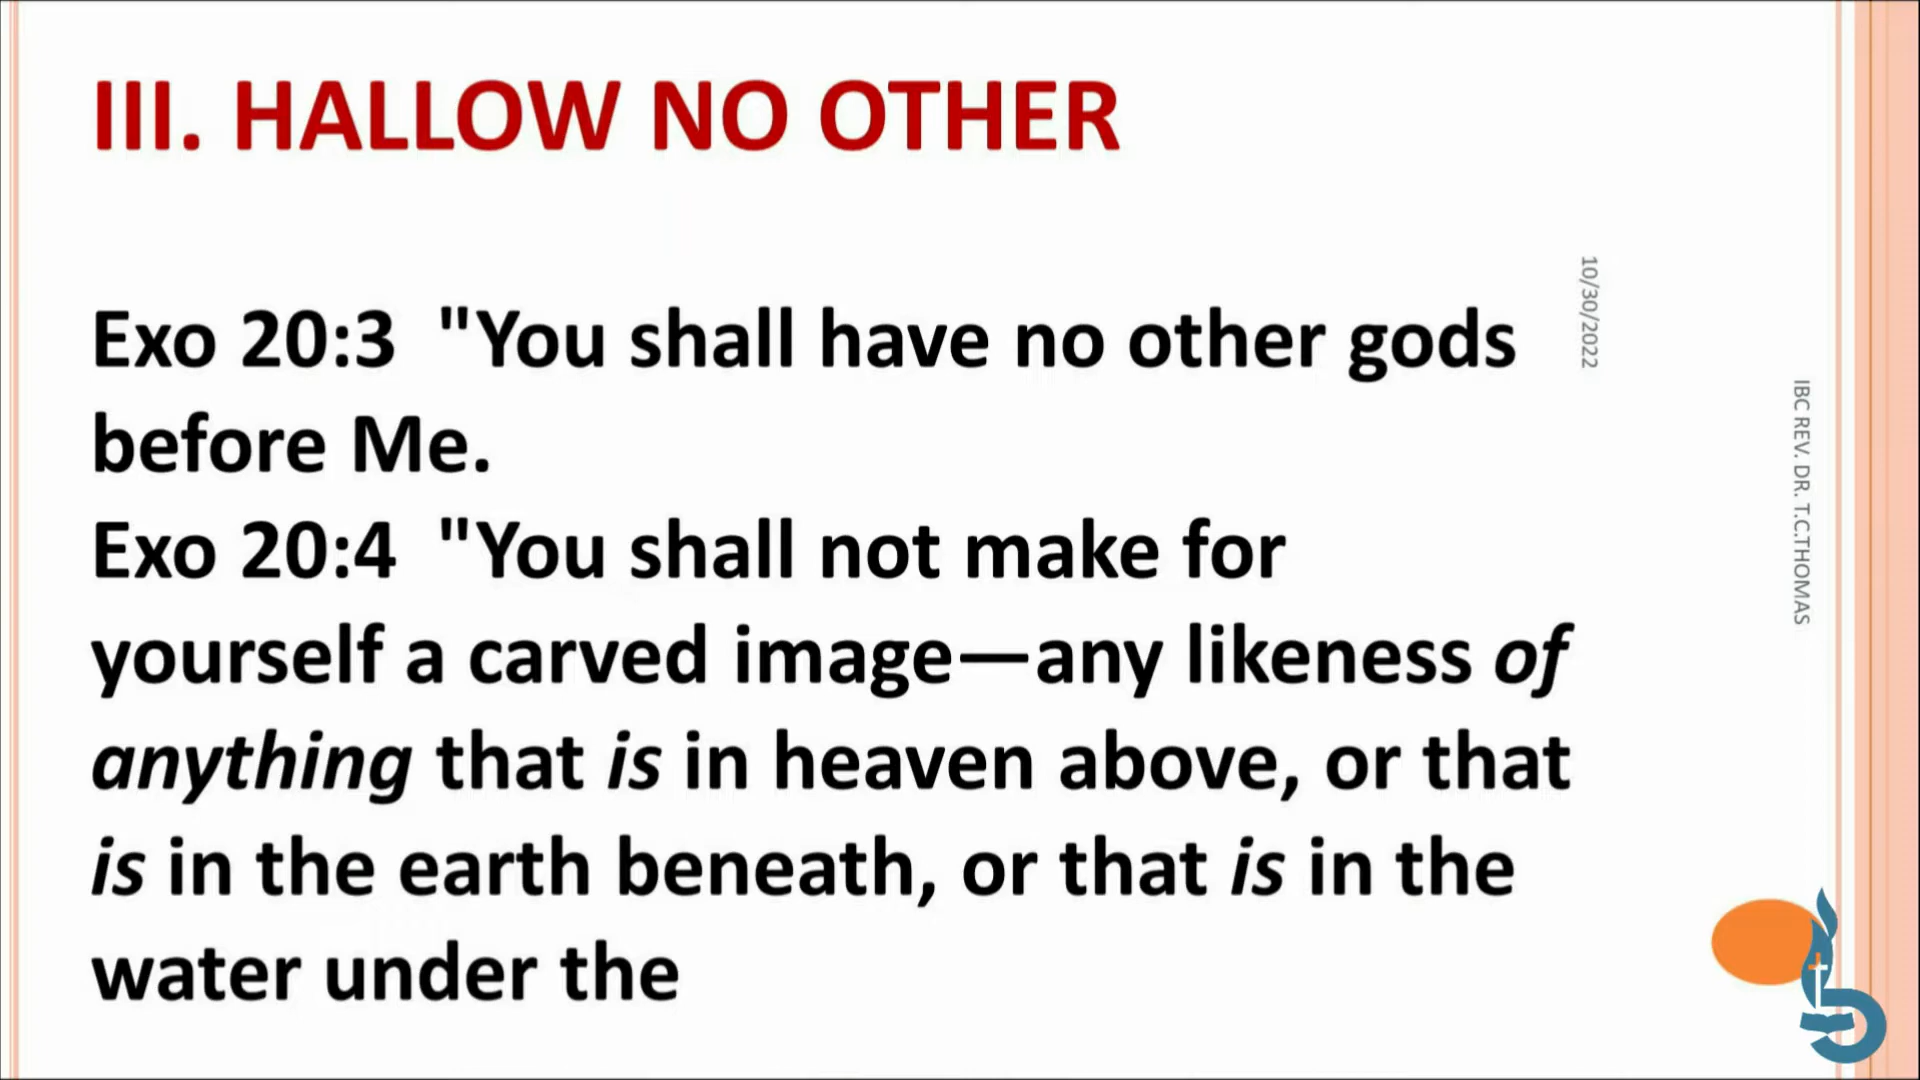 III. HALLOW NO OTHER
Exo 20:3  "You shall have no other gods
before Me.
Exo 20:4  "You shall not make for
yourself a carved image—any likeness of
anything that is in heaven above, or that
is in the earth beneath, or that is in the
water under the
10/30/2022
IBC REV. DR. T.C.THOMAS